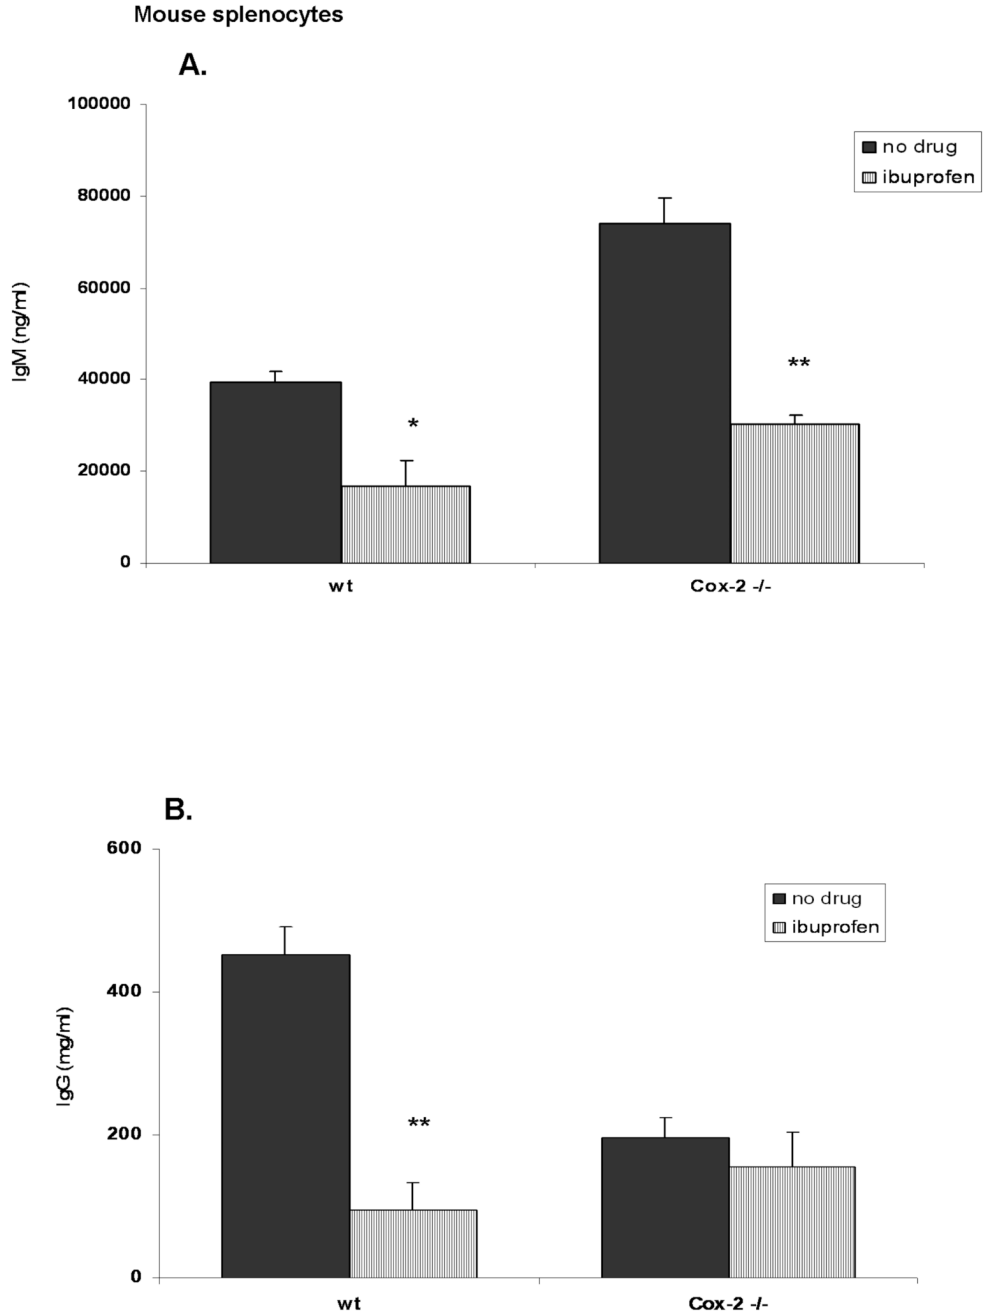 Mouse splenocytes
A.
100000
80000
60000
40000
20000
0
IgM (ng/ml)
no drug
ibuprofen
*
**
wt
Cox-2 -/-
B.
600
400
200
0
IgG (mg/ml)
no drug
ibuprofen
**
wt
Cox-2 -/-